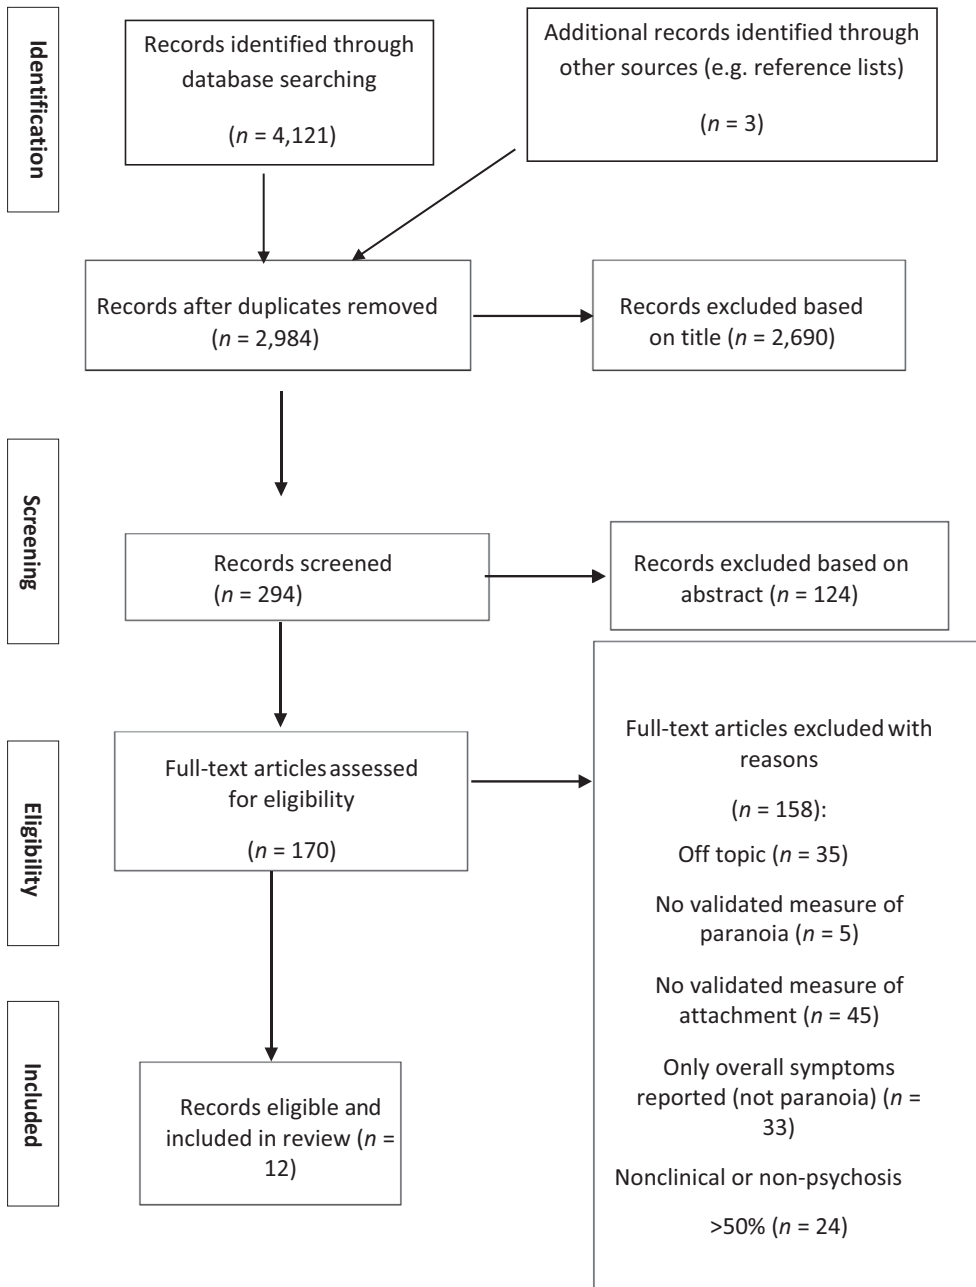 Identification
Records identified through
database searching
(n = 4,121)
Additional records identified through
other sources (e.g. reference lists)
(n = 3)
Records after duplicates removed
(n = 2,984)
Records excluded based
on title (n = 2,690)
Screening
Records screened
(n = 294)
Records excluded based on
abstract (n = 124)
Eligibility
Full-text articles assessed
for eligibility
(n = 170)
Full-text articles excluded with
reasons
(n = 158):
Off topic (n = 35)
No validated measure of
paranoia (n = 5)
No validated measure of
attachment (n = 45)
Only overall symptoms
reported (not paranoia) (n =
33)
Nonclinical or non-psychosis
>50% (n = 24)
Included
Records eligible and
included in review (n =
12)